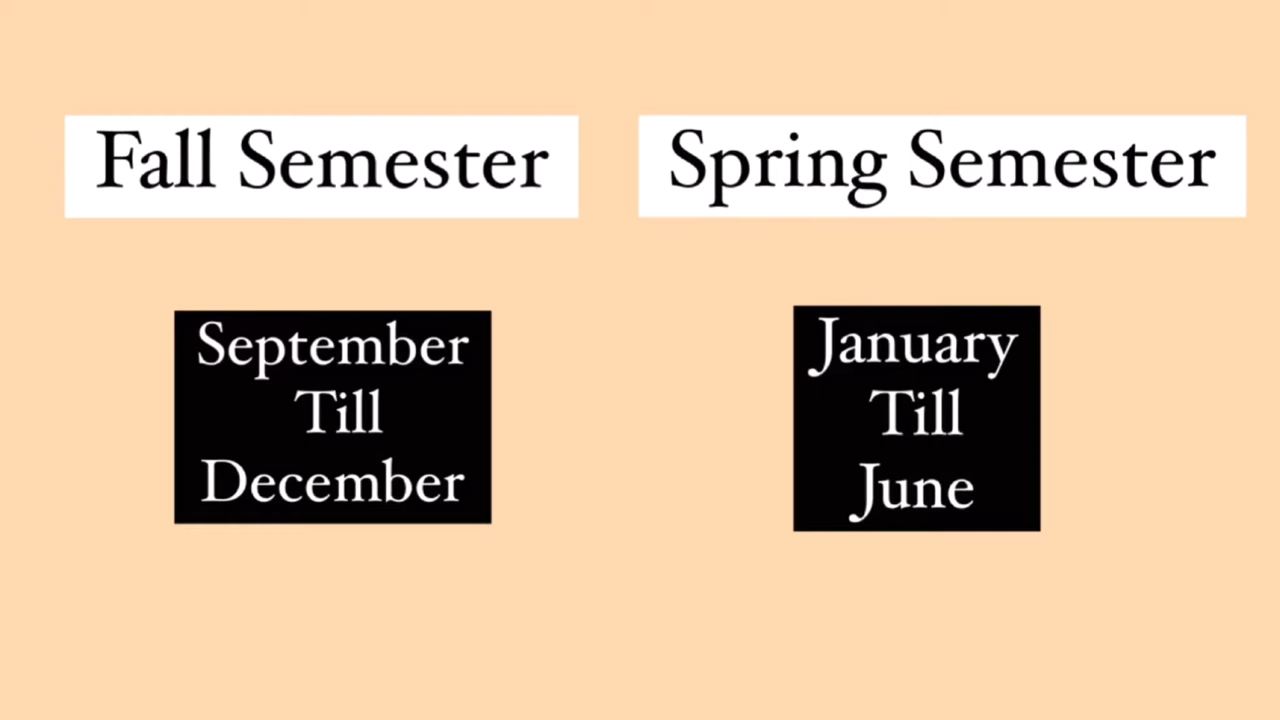 Fall Semester
Spring Semester
September
Till
December
January
Till
June